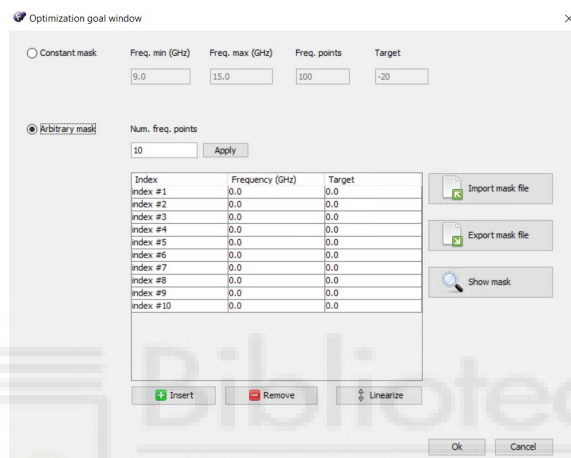 Optimization goal window
Constant mask Freq. min (GHz) Freq. max (GHz) Freq. points Target
9.0 15.0 100 -20
Arbitrary mask Num. freq. points
10 Apply
Index Frequency (GHz) Target
index #1 0.0 0.0
index #2 0.0 0.0
index #3 0.0 0.0
index #4 0.0 0.0
index #5 0.0 0.0
index #6 0.0 0.0
index #7 0.0 0.0
index #8 0.0 0.0
index #9 0.0 0.0
index #10 0.0 0.0
Import mask file
Export mask file
Show mask
Insert Remove Linearize
Bibliotec
Ok Cancel